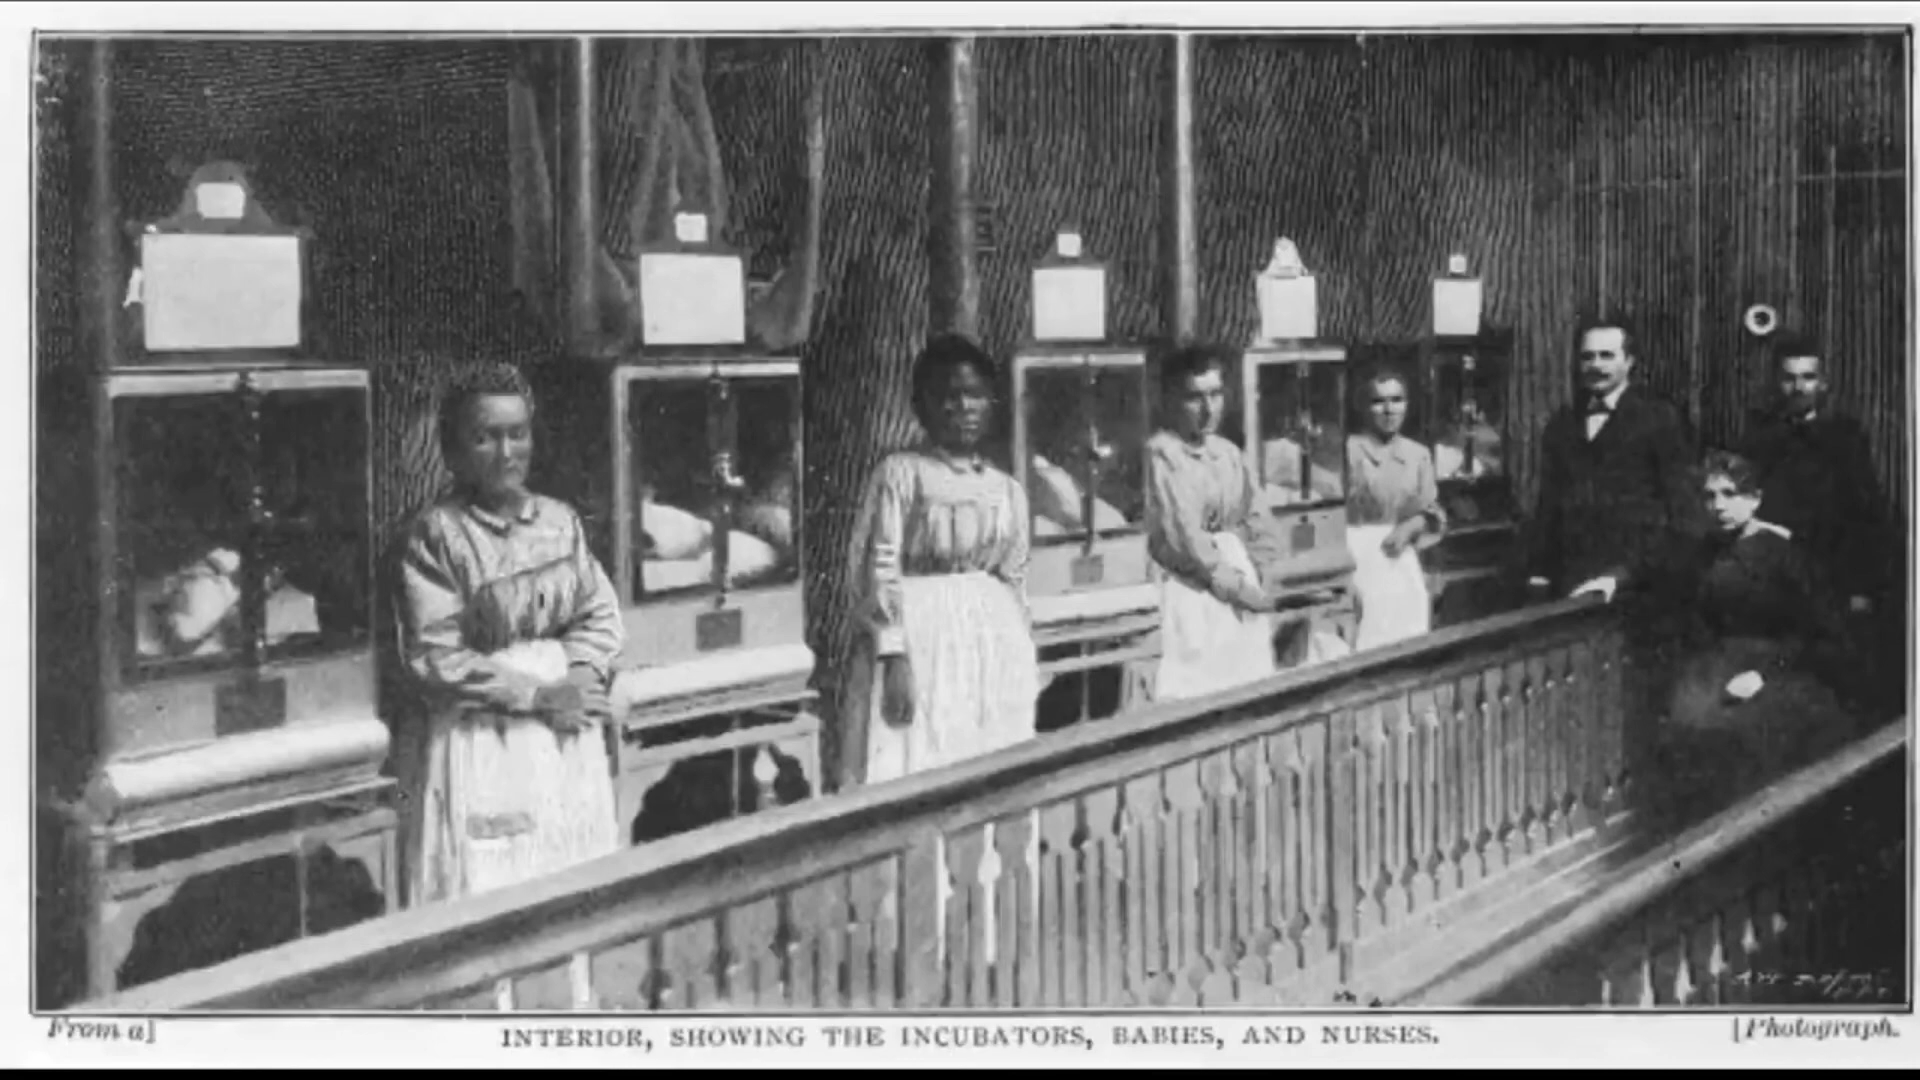 From a]
INTERIOR, SHOWING THE INCUBATORS, BABIES, AND NURSES.
[Photograph.